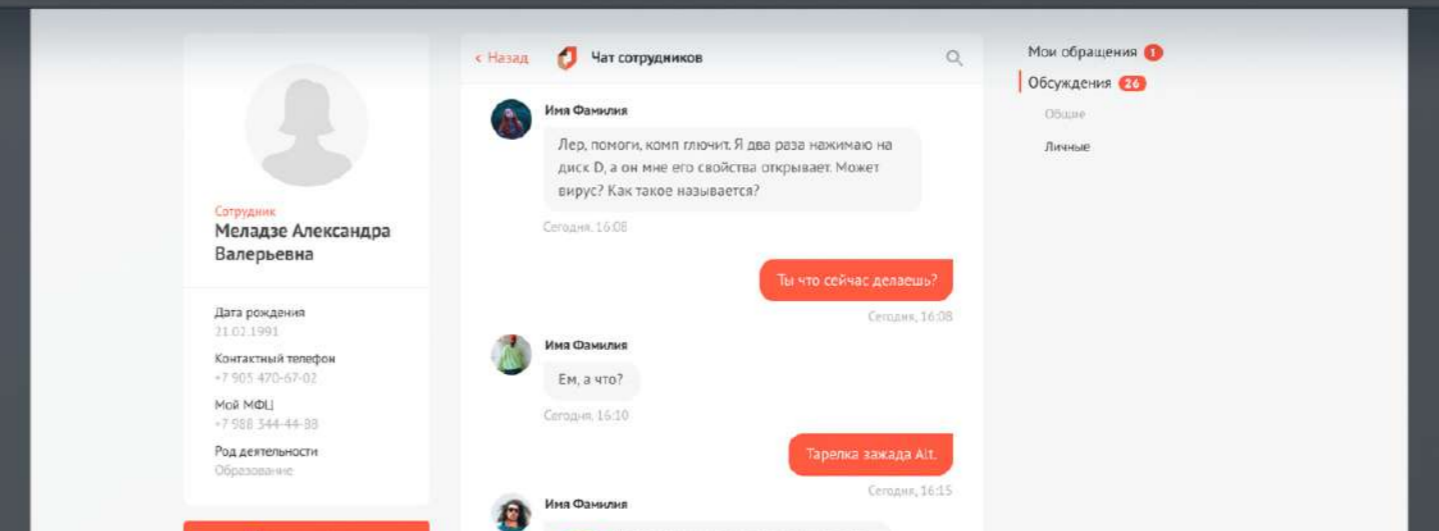 Сотрудник
Меладзе Александра
Валерьевна
Дата рождения
21.02.1991
Контактный телефон
+7 905 470-67-02
Мой МФЦ
+7 988 344-44-88
Род деятельности
Образование
< Назад
Чат сотрудников
Имя Фамилия
Лер, помоги, комп глючит. Я два раза нажимаю на
диск D, а он мне его свойства открывает. Может
вирус? Как такое называется?
Сегодня, 16:08
Ты что сейчас делаешь?
Сегодня, 16:08
Имя Фамилия
Ем, а что?
Сегодня, 16:10
Тарелка зажада Alt.
Сегодня, 16:15
Имя Фамилия
Мои обращения 1
Обсуждения 26
Общие
Личные